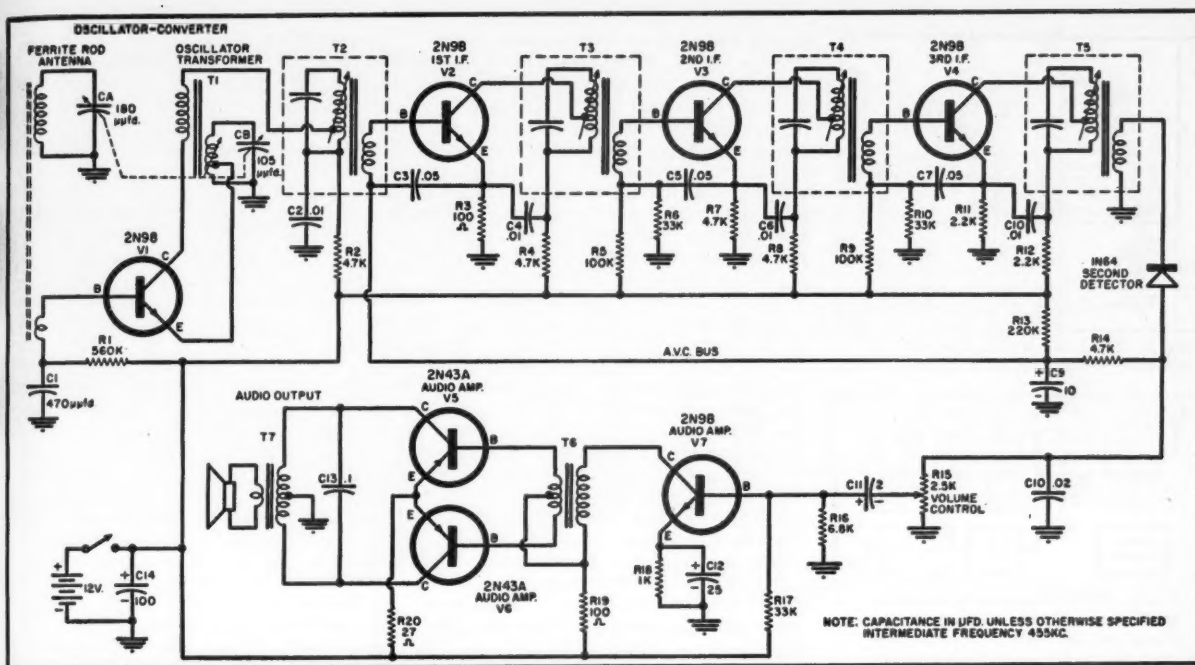 OSCILLATOR-CONVERTER
FERRITE ROD
ANTENNA
OSCILLATOR
TRANSFORMER
T1
CA
180
μμfd.
CB
105
μμfd.
T2
2N98
1ST I.F.
V2
C
B
E
T3
2N98
2ND I.F.
V3
C
B
E
T4
2N98
3RD I.F.
V4
C
B
E
T5
C3 .05
C2 .01
R2
4.7K
R3
100
Ω
C4
.01
R4
4.7K
R5
100K
C5 .05
R6
33K
R7
4.7K
C6
.01
R8
4.7K
R9
100K
C7 .05
R10
33K
R11
2.2K
C10
.01
R12
2.2K
IN64
SECOND
DETECTOR
2N98
V1
C
B
E
R1
560K
C1
470μμfd.
R13
220K
A.V.C. BUS
R14
4.7K
+ C9
- 10
AUDIO OUTPUT
T7
C13 .1
2N43A
AUDIO AMP.
V5
C
B
E
E
B
C
2N43A
AUDIO AMP.
V6
T6
2N98
AUDIO AMP.
V7
C
B
E
C11 2
+ -
R15
2.5K
VOLUME
CONTROL
C10 .02
R16
6.8K
R18
1K
+ C12
- 25
R17
33K
R19
100
Ω
R20
27
Ω
+
12V.
-
+ C14
- 100
NOTE: CAPACITANCE IN μFD. UNLESS OTHERWISE SPECIFIED
INTERMEDIATE FREQUENCY 455KC.